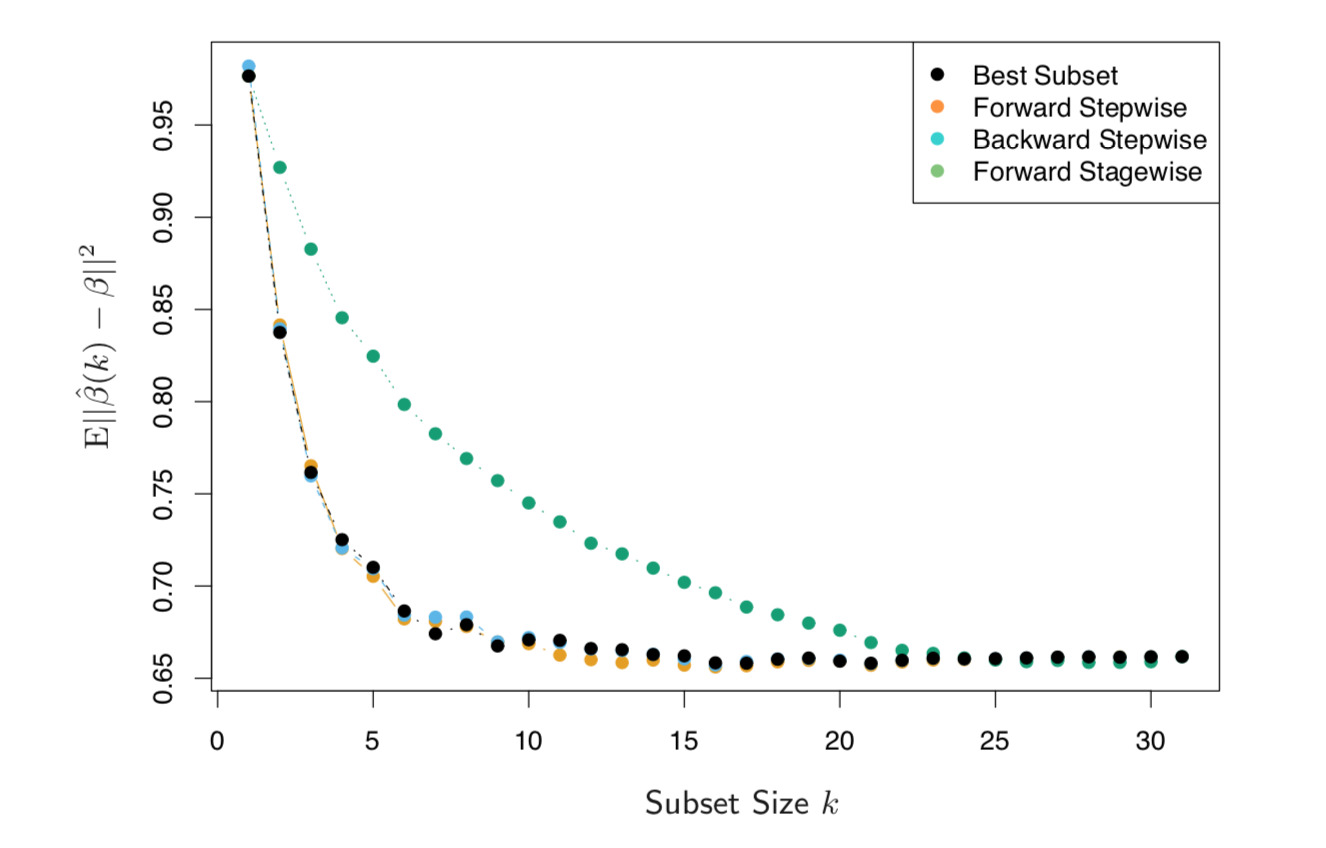 Best Subset
Forward Stepwise
Backward Stepwise
Forward Stagewise
0.95
0.90
0.85
0.80
0.75
0.70
0.65
E||β̂(k) − β||²
0 5 10 15 20 25 30
Subset Size k